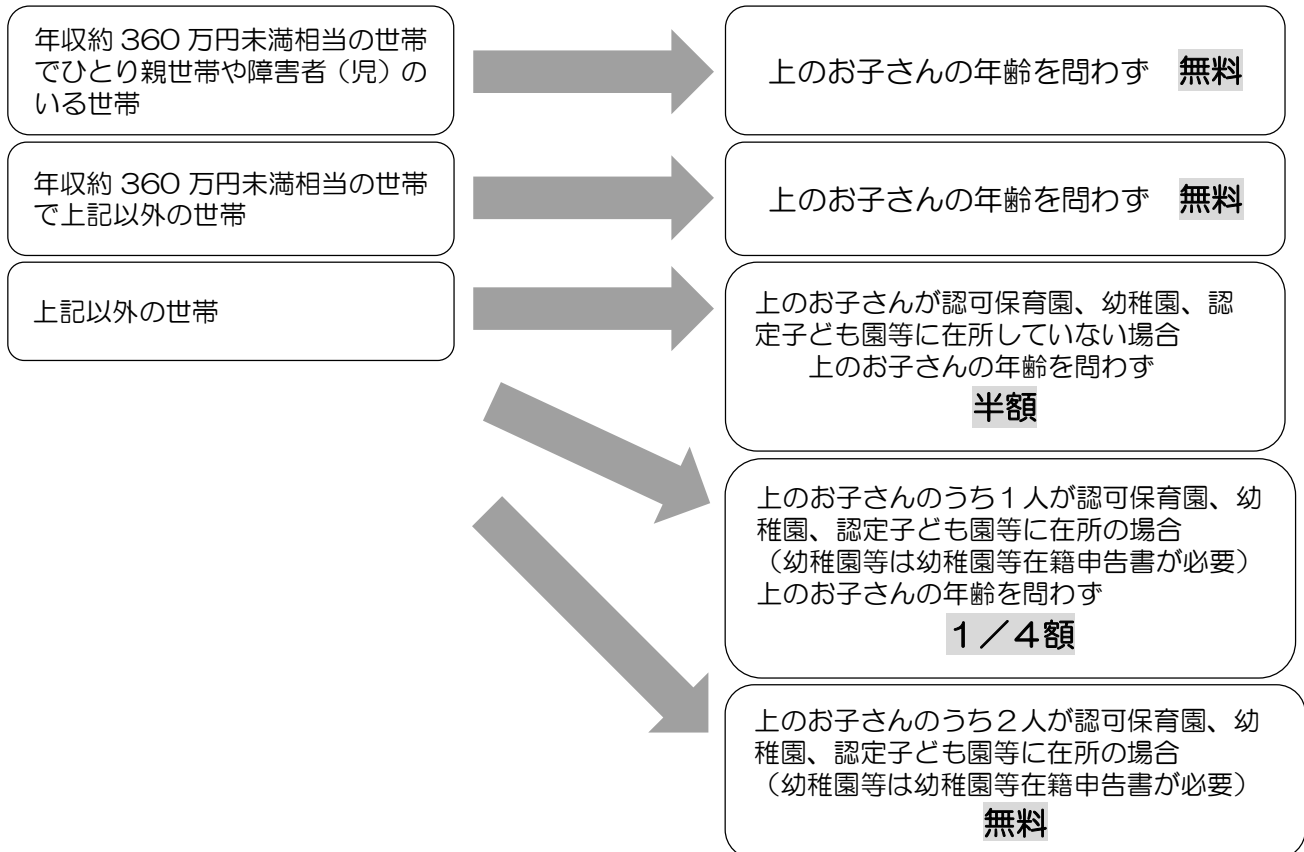 年収約 360 万円未満相当の世帯
でひとり親世帯や障害者（児）の
いる世帯
上のお子さんの年齢を問わず　無料
年収約 360 万円未満相当の世帯
で上記以外の世帯
上のお子さんの年齢を問わず　無料
上記以外の世帯
上のお子さんが認可保育園、幼稚園、認
定子ども園等に在所していない場合
上のお子さんの年齢を問わず
半額
上のお子さんのうち１人が認可保育園、幼
稚園、認定子ども園等に在所の場合
（幼稚園等は幼稚園等在籍申告書が必要）
上のお子さんの年齢を問わず
１／４額
上のお子さんのうち２人が認可保育園、幼
稚園、認定子ども園等に在所の場合
（幼稚園等は幼稚園等在籍申告書が必要）
無料